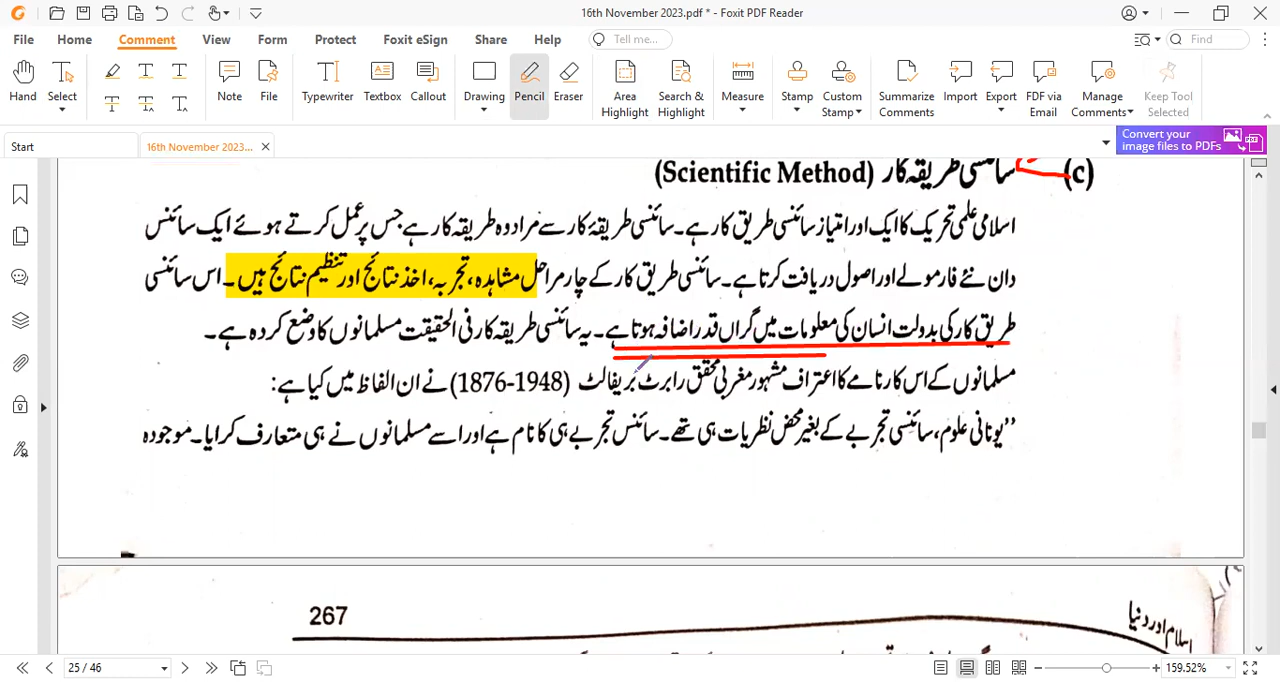 16th November 2023.pdf * - Foxit PDF Reader
File Home Comment View Form Protect Foxit eSign Share Help Tell me... Find
Hand Select Note File Typewriter Textbox Callout Drawing Pencil Eraser Area Highlight Search & Highlight Measure Stamp Custom Stamp Summarize Comments Import Export FDF via Email Manage Comments Keep Tool Selected
Start 16th November 2023... Convert your image files to PDFs
(c) سائنسی طریقہ کار (Scientific Method)
اسلامی علمی تحریک کا ایک اور امتیاز سائنسی طریق کار ہے۔ سائنسی طریقۂ کار سے مراد وہ طریقہ کار ہے جس پر عمل کرتے ہوئے ایک سائنس
دان نئے فارمولے اور اصول دریافت کرتا ہے۔ سائنسی طریق کار کے چار مراحل مشاہدہ، تجربہ، اخذ نتائج اور تنظیم نتائج ہیں۔ اس سائنسی
طریق کار کی بدولت انسان کی معلومات میں گراں قدر اضافہ ہوتا ہے۔ یہ سائنسی طریقہ کار فی الحقیقت مسلمانوں کا وضع کردہ ہے۔
مسلمانوں کے اس کارنامے کا اعتراف مشہور مغربی محقق رابرٹ بریفالٹ (1876-1948) نے ان الفاظ میں کیا ہے:
”یونانی علوم، سائنسی تجربے کے بغیر محض نظریات ہی تھے۔ سائنس تجربے ہی کا نام ہے اور اسے مسلمانوں نے ہی متعارف کرایا۔ موجودہ
267
اسلام اور دنیا
25 / 46 159.52%